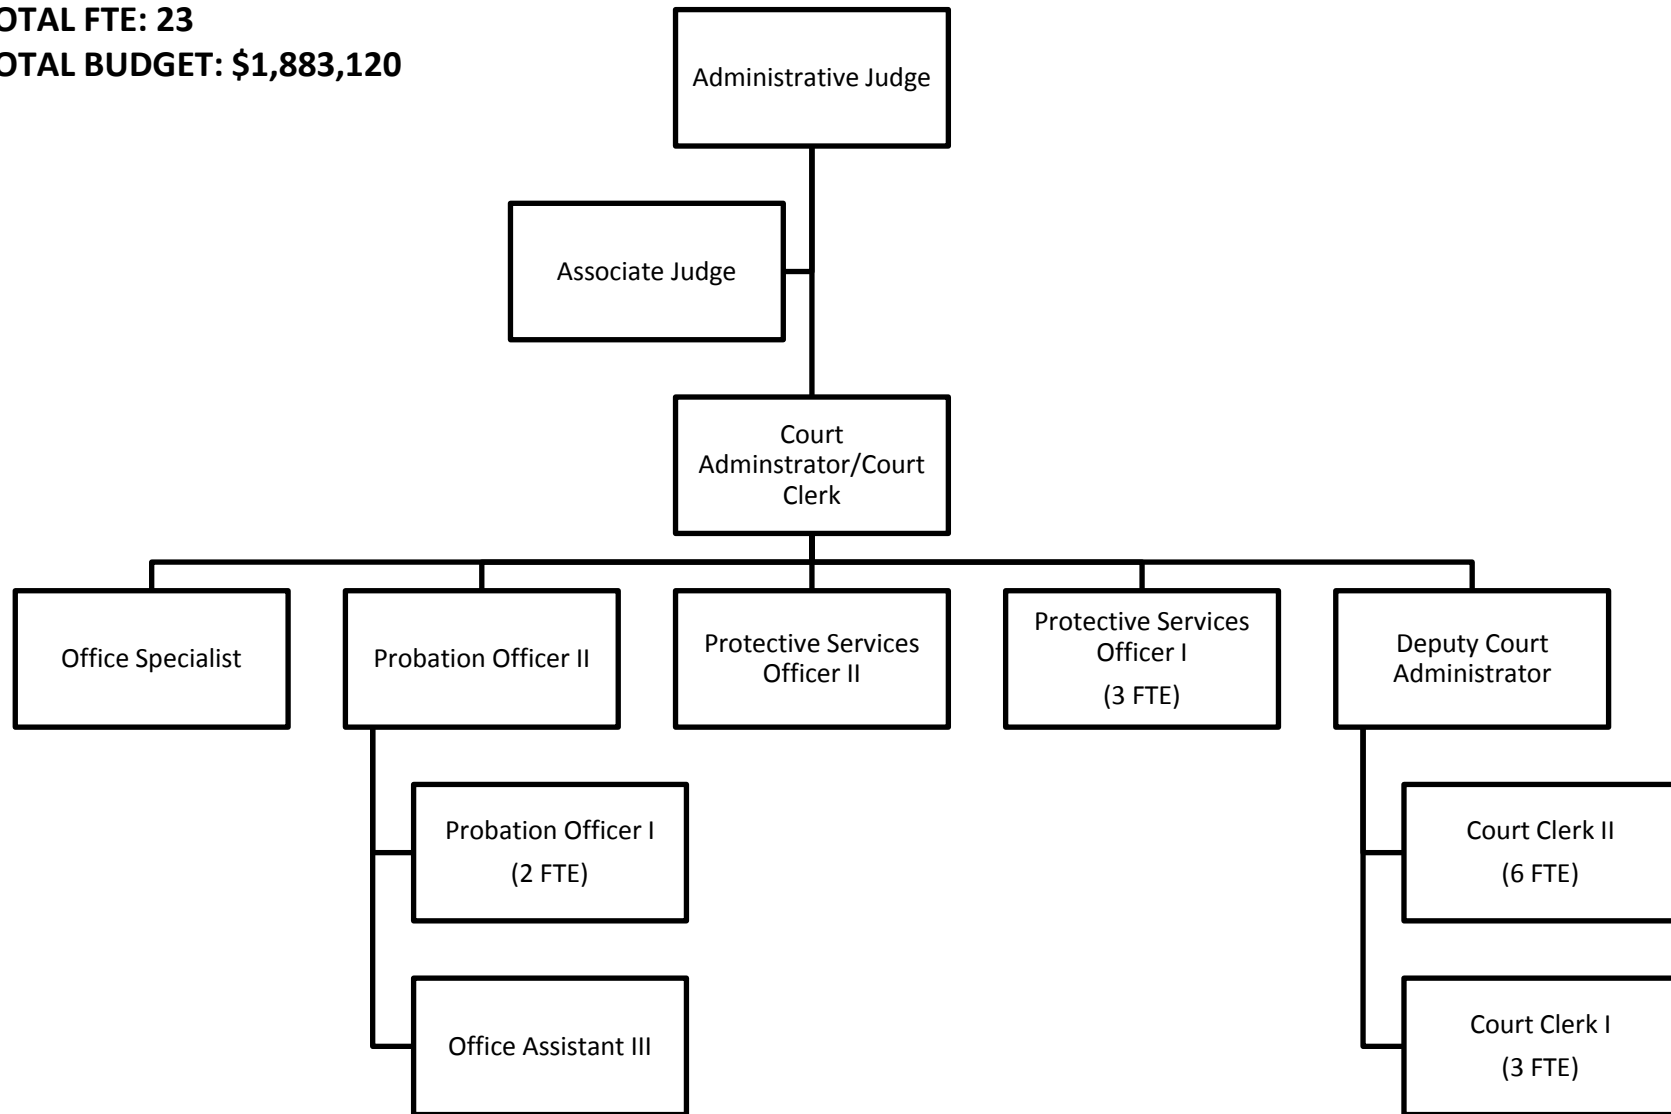 OTAL FTE: 23
OTAL BUDGET: $1,883,120
Administrative Judge
Associate Judge
Court
Adminstrator/Court
Clerk
Office Specialist
Probation Officer II
Protective Services
Officer II
Protective Services
Officer I
(3 FTE)
Deputy Court
Administrator
Probation Officer I
(2 FTE)
Court Clerk II
(6 FTE)
Office Assistant III
Court Clerk I
(3 FTE)